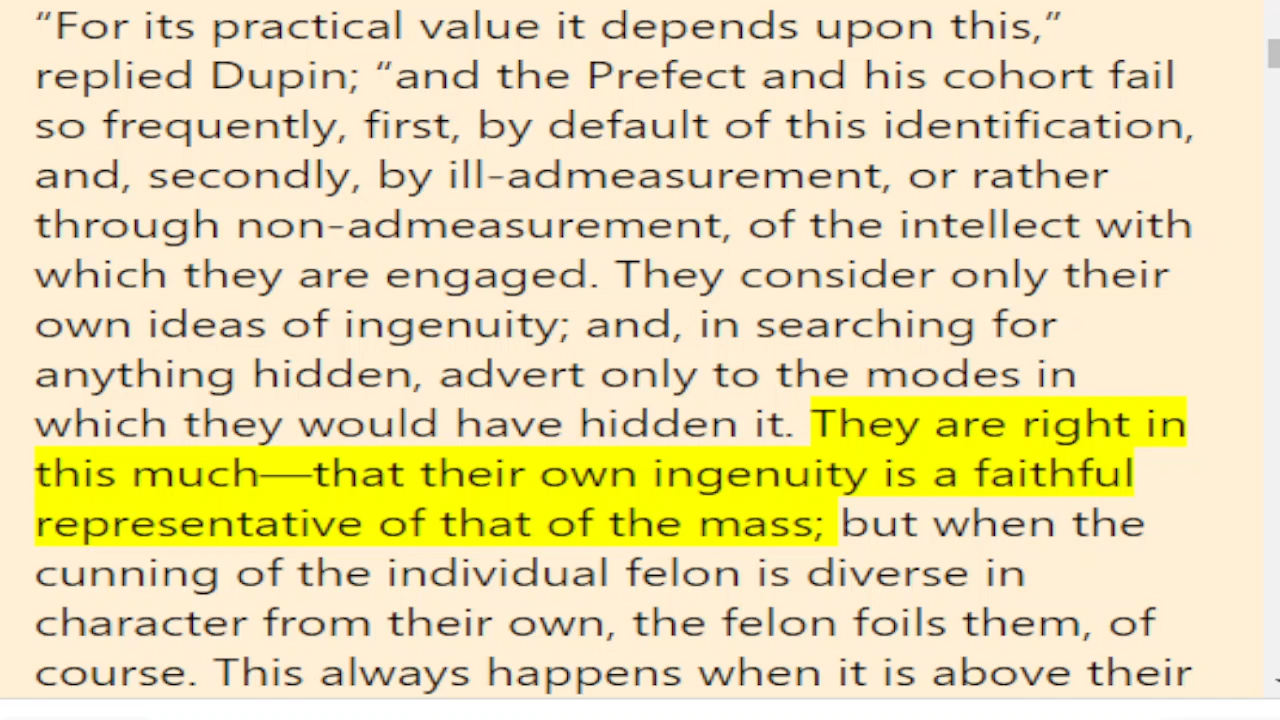 “For its practical value it depends upon this,”
replied Dupin; “and the Prefect and his cohort fail
so frequently, first, by default of this identification,
and, secondly, by ill-admeasurement, or rather
through non-admeasurement, of the intellect with
which they are engaged. They consider only their
own ideas of ingenuity; and, in searching for
anything hidden, advert only to the modes in
which they would have hidden it. They are right in
this much—that their own ingenuity is a faithful
representative of that of the mass; but when the
cunning of the individual felon is diverse in
character from their own, the felon foils them, of
course. This always happens when it is above their